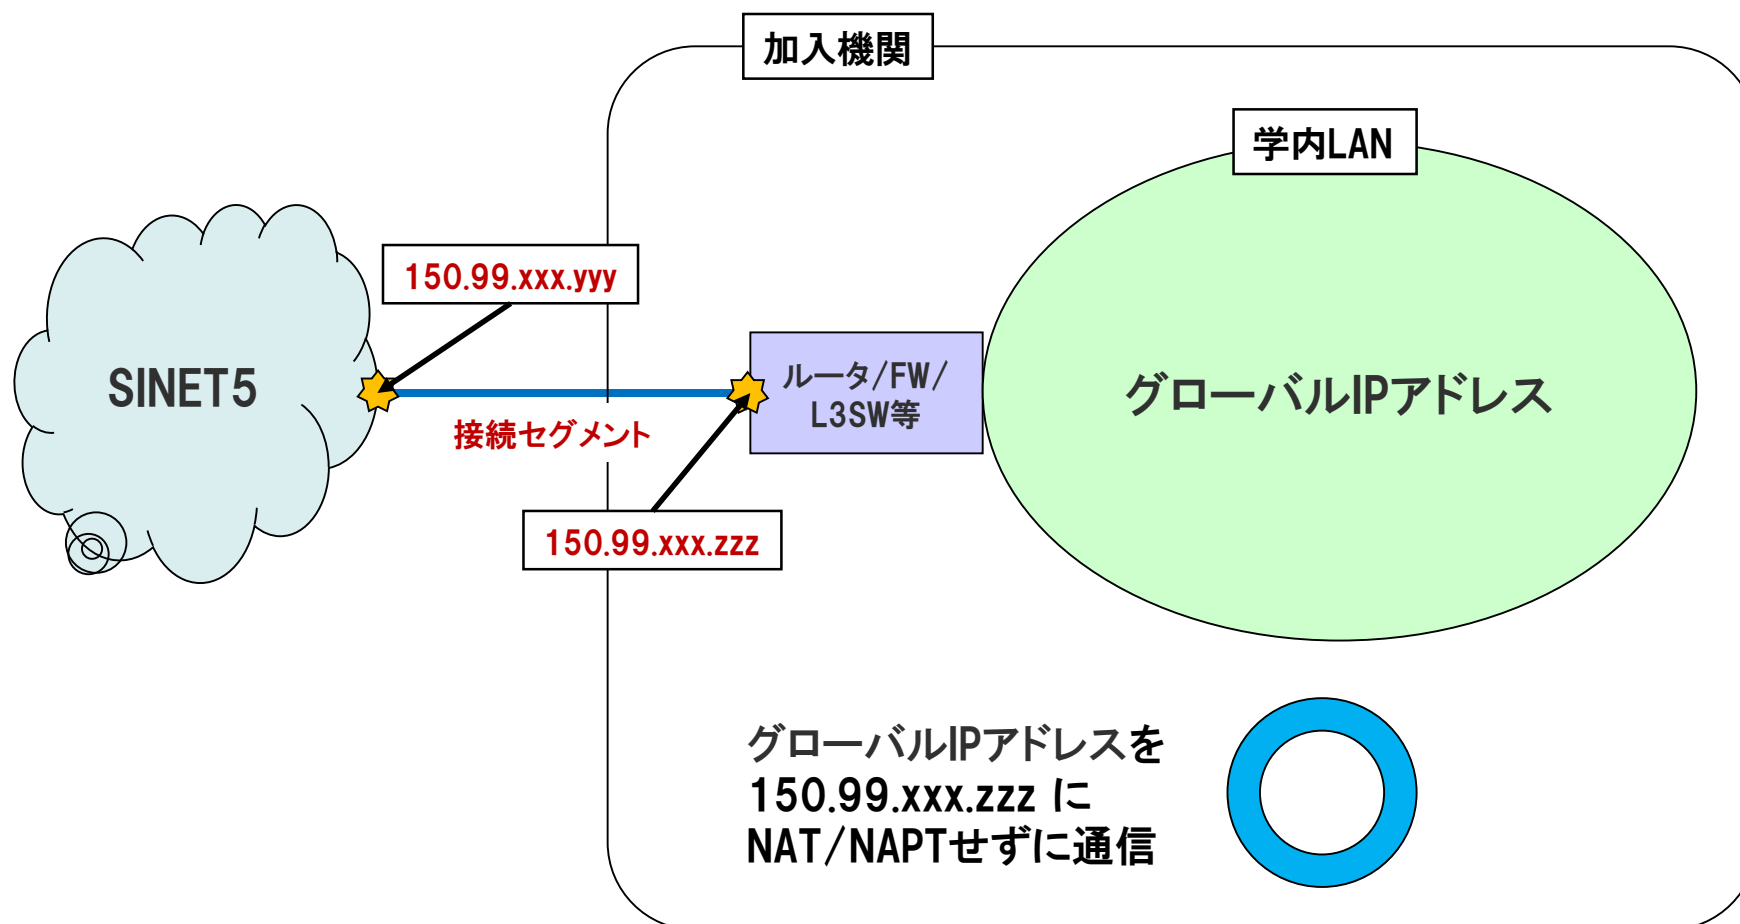 加入機関
学内LAN
150.99.xxx.yyy
SINET5
ルータ/FW/
L3SW等
グローバルIPアドレス
接続セグメント
150.99.xxx.zzz
グローバルIPアドレスを
150.99.xxx.zzz に
NAT/NAPTせずに通信